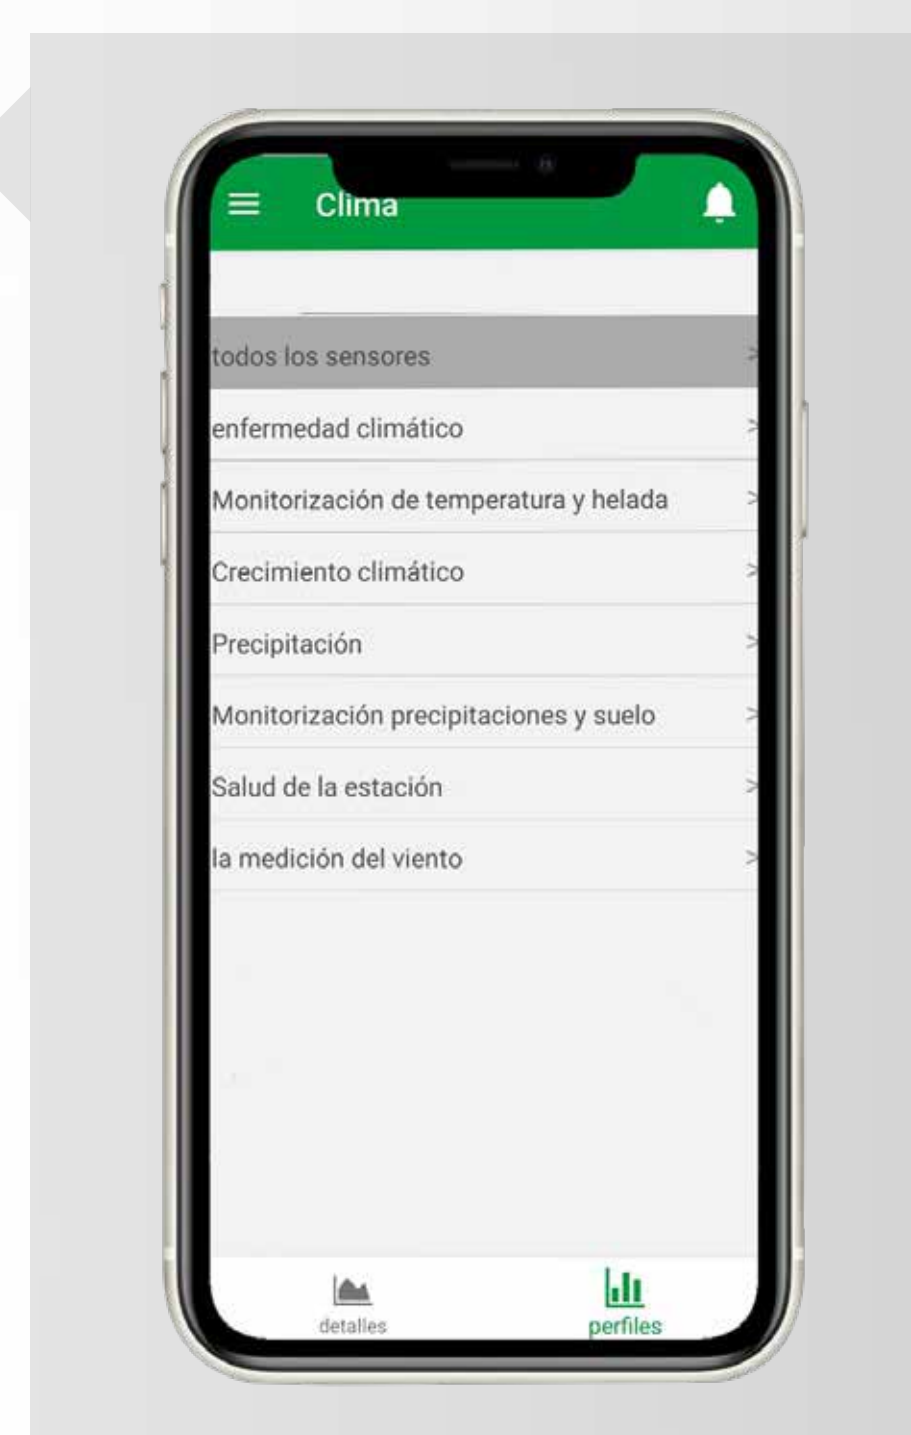 Clima
todos los sensores >
enfermedad climático >
Monitorización de temperatura y helada >
Crecimiento climático >
Precipitación >
Monitorización precipitaciones y suelo >
Salud de la estación >
la medición del viento >
detalles
perfiles